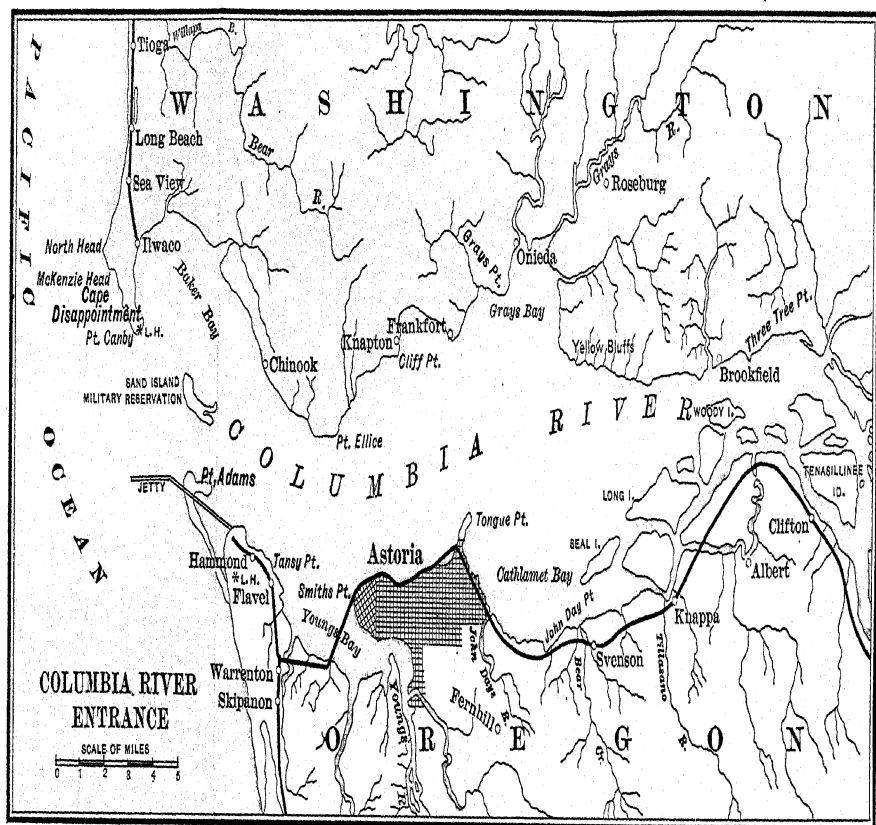 PACIFIC
OCEAN
WASHINGTON
OREGON
COLUMBIA RIVER
Tioga
Willapa R.
Long Beach
Bear R.
Sea View
Grays R.
Roseburg
Ilwaco
North Head
McKenzie Head
Cape
Disappointment
Pt. Canby
*L.H.
Baker Bay
Grays Pt.
Onieda
Grays Bay
Knapton
Frankfort
Cliff Pt.
Chinook
Yellow Bluffs
Three Tree Pt.
Brookfield
SAND ISLAND
MILITARY RESERVATION
Pt. Ellice
WOODY I.
JETTY
Pt. Adams
LONG I.
TENASILLINEE
ID.
Tongue Pt.
Clifton
SEAL I.
Hammond
*L.H.
Tansy Pt.
Flavel
Astoria
Smiths Pt.
Cathlamet Bay
Albert
Youngs Bay
John Day Pt
Knappa
John Days R.
Svenson
Bear Cr.
Warrenton
Skipanon
Youngs R.
Fernhill
COLUMBIA RIVER
ENTRANCE
SCALE OF MILES
0 1 2 3 4 5